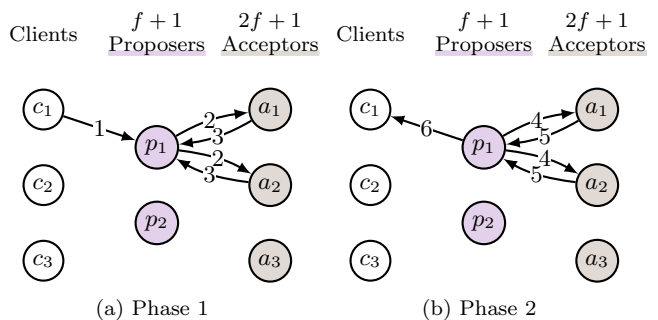 Clients f + 1 Proposers 2f + 1 Acceptors
c1
c2
c3
p1
p2
a1
a2
a3
1
2
3
2
3
(a) Phase 1
Clients f + 1 Proposers 2f + 1 Acceptors
c1
c2
c3
p1
p2
a1
a2
a3
6
4
5
4
5
(b) Phase 2